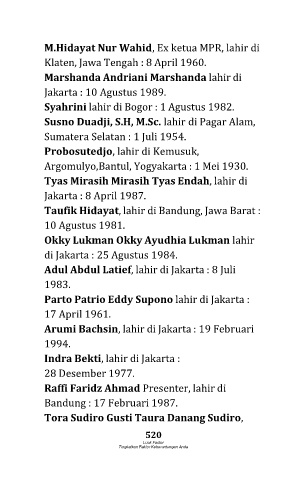 M.Hidayat Nur Wahid, Ex ketua MPR, lahir di
Klaten, Jawa Tengah : 8 April 1960.
Marshanda Andriani Marshanda lahir di
Jakarta : 10 Agustus 1989.
Syahrini lahir di Bogor : 1 Agustus 1982.
Susno Duadji, S.H, M.Sc. lahir di Pagar Alam,
Sumatera Selatan : 1 Juli 1954.
Probosutedjo, lahir di Kemusuk,
Argomulyo,Bantul, Yogyakarta : 1 Mei 1930.
Tyas Mirasih Mirasih Tyas Endah, lahir di
Jakarta : 8 April 1987.
Taufik Hidayat, lahir di Bandung, Jawa Barat :
10 Agustus 1981.
Okky Lukman Okky Ayudhia Lukman lahir
di Jakarta : 25 Agustus 1984.
Adul Abdul Latief, lahir di Jakarta : 8 Juli
1983.
Parto Patrio Eddy Supono lahir di Jakarta :
17 April 1961.
Arumi Bachsin, lahir di Jakarta : 19 Februari
1994.
Indra Bekti, lahir di Jakarta :
28 Desember 1977.
Raffi Faridz Ahmad Presenter, lahir di
Bandung : 17 Februari 1987.
Tora Sudiro Gusti Taura Danang Sudiro,
520
Tingkatkan Faktor Keberuntungan Anda